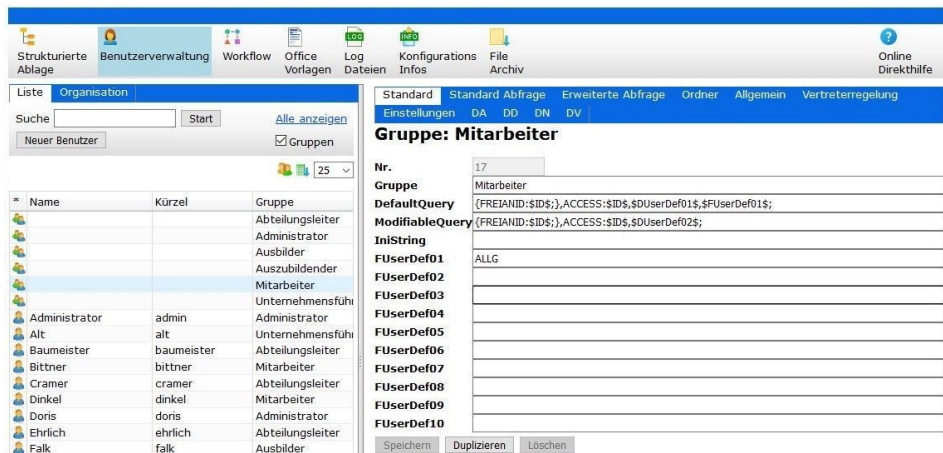 Strukturierte Ablage
Benutzerverwaltung
Workflow
Office Vorlagen
LOG
Log Dateien
INFO
Konfigurations Infos
File Archiv
?
Online Direkthilfe
Liste Organisation
Suche Start Alle anzeigen
Neuer Benutzer Gruppen
25
* Name Kürzel Gruppe
Abteilungsleiter
Administrator
Ausbilder
Auszubildender
Mitarbeiter
Unternehmensführ
Administrator admin Administrator
Alt alt Unternehmensführ
Baumeister baumeister Abteilungsleiter
Bittner bittner Mitarbeiter
Cramer cramer Abteilungsleiter
Dinkel dinkel Mitarbeiter
Doris doris Administrator
Ehrlich ehrlich Abteilungsleiter
Falk falk Ausbilder
Standard Standard Abfrage Erweiterte Abfrage Ordner Allgemein Vertreterregelung
Einstellungen DA DD DN DV
Gruppe: Mitarbeiter
Nr. 17
Gruppe Mitarbeiter
DefaultQuery {FREIANID:$ID$;},ACCESS:$ID$,$DUserDef01$,$FUserDef01$;
ModifiableQuery {FREIANID:$ID$;},ACCESS:$ID$,$DUserDef02$;
IniString
FUserDef01 ALLG
FUserDef02
FUserDef03
FUserDef04
FUserDef05
FUserDef06
FUserDef07
FUserDef08
FUserDef09
FUserDef10
Speichern Duplizieren Löschen